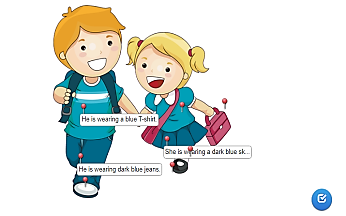 He is wearing a blue T-shirt.
She is wearing a dark blue sk...
He is wearing dark blue jeans.